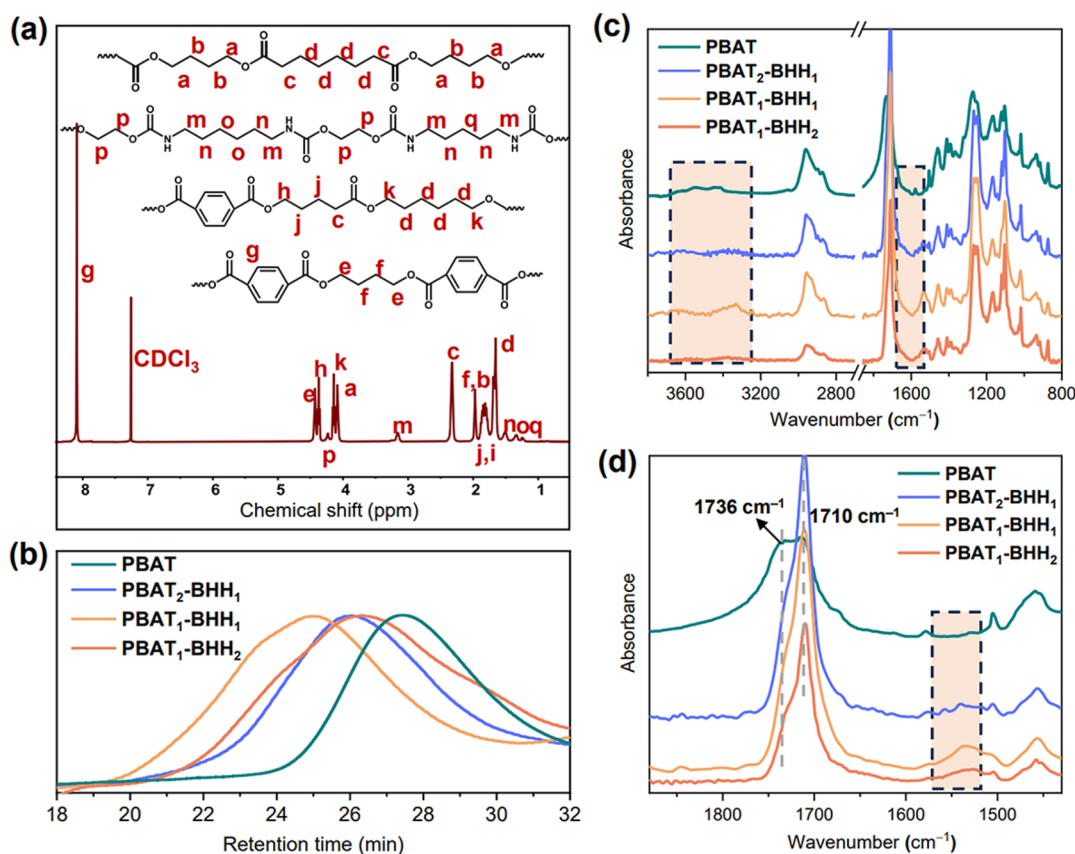 (a)
b a O d d c b a
O O O O
a b O c d d O a b
O p O m o n H N O O p O m q m O
p N H n o m O p N H n n N H O
O O h j O k d d O
O j c O d d k
g O O e f O O
O f e O O
g
CDCl₃
e h k a p m c f,b j,i d n o q
8 7 6 5 4 3 2 1
Chemical shift (ppm)
(b)
PBAT
PBAT₂-BHH₁
PBAT₁-BHH₁
PBAT₁-BHH₂
18 20 22 24 26 28 30 32
Retention time (min)
(c)
PBAT
PBAT₂-BHH₁
PBAT₁-BHH₁
PBAT₁-BHH₂
Absorbance
3600 2800 1600 1200 800
Wavenumber (cm⁻¹)
(d)
PBAT
PBAT₂-BHH₁
PBAT₁-BHH₁
PBAT₁-BHH₂
1736 cm⁻¹
1710 cm⁻¹
Absorbance
1800 1700 1600 1500
Wavenumber (cm⁻¹)